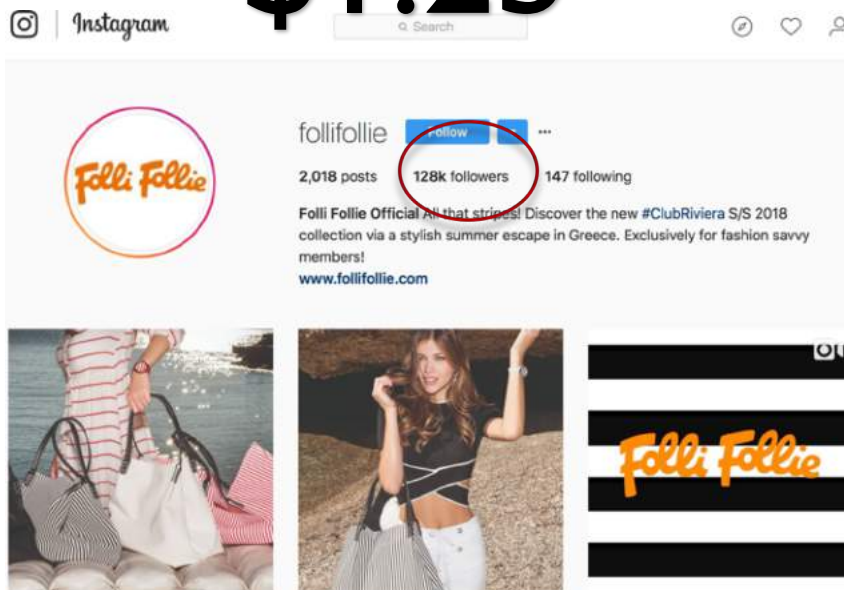 $1.25
Instagram
Search
follifollie Follow
2,018 posts 128k followers 147 following
Folli Follie Official All that stripes! Discover the new #ClubRiviera S/S 2018
collection via a stylish summer escape in Greece. Exclusively for fashion savvy
members!
www.follifollie.com
Folli Follie
Folli Follie